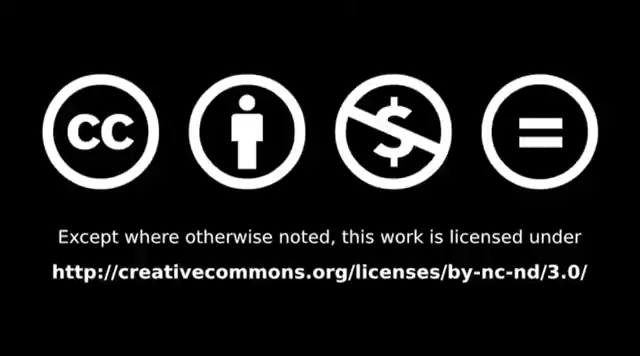 cc
$
=
Except where otherwise noted, this work is licensed under
http://creativecommons.org/licenses/by-nc-nd/3.0/